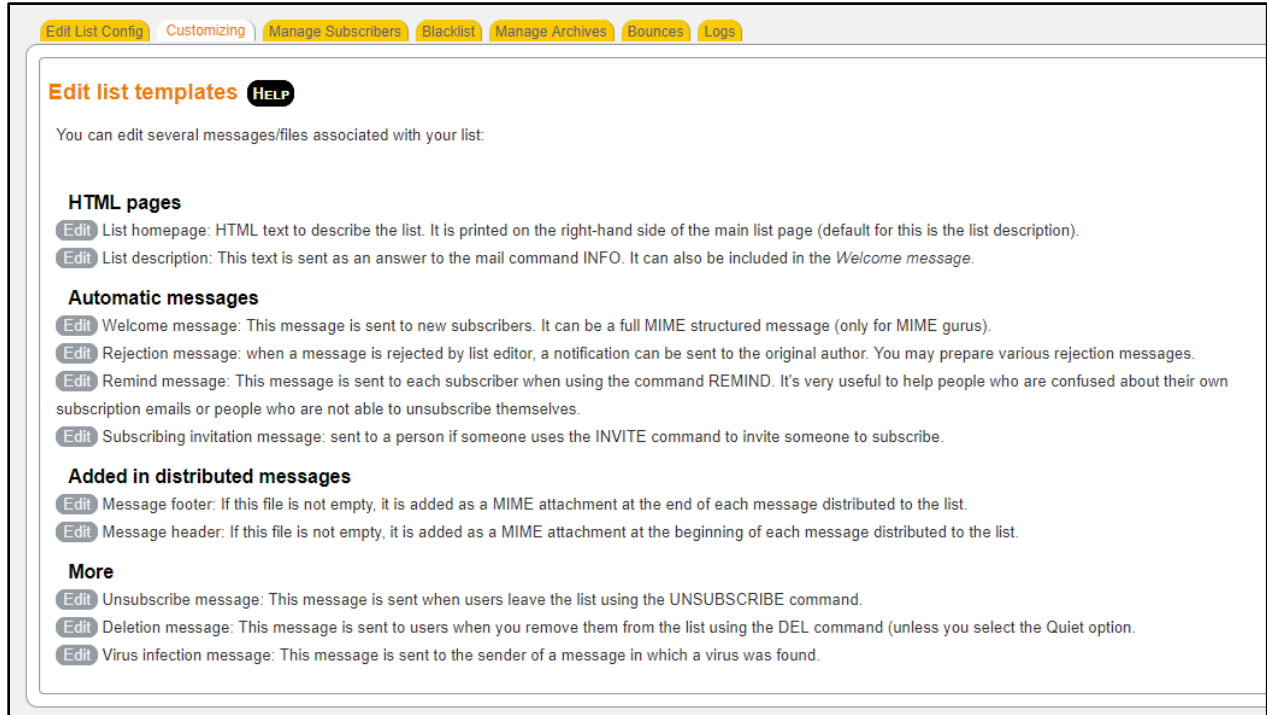 Edit List Config Customizing Manage Subscribers Blacklist Manage Archives Bounces Logs
Edit list templates HELP
You can edit several messages/files associated with your list:
HTML pages
Edit List homepage: HTML text to describe the list. It is printed on the right-hand side of the main list page (default for this is the list description).
Edit List description: This text is sent as an answer to the mail command INFO. It can also be included in the Welcome message.
Automatic messages
Edit Welcome message: This message is sent to new subscribers. It can be a full MIME structured message (only for MIME gurus).
Edit Rejection message: when a message is rejected by list editor, a notification can be sent to the original author. You may prepare various rejection messages.
Edit Remind message: This message is sent to each subscriber when using the command REMIND. It's very useful to help people who are confused about their own
subscription emails or people who are not able to unsubscribe themselves.
Edit Subscribing invitation message: sent to a person if someone uses the INVITE command to invite someone to subscribe.
Added in distributed messages
Edit Message footer: If this file is not empty, it is added as a MIME attachment at the end of each message distributed to the list.
Edit Message header: If this file is not empty, it is added as a MIME attachment at the beginning of each message distributed to the list.
More
Edit Unsubscribe message: This message is sent when users leave the list using the UNSUBSCRIBE command.
Edit Deletion message: This message is sent to users when you remove them from the list using the DEL command (unless you select the Quiet option.
Edit Virus infection message: This message is sent to the sender of a message in which a virus was found.